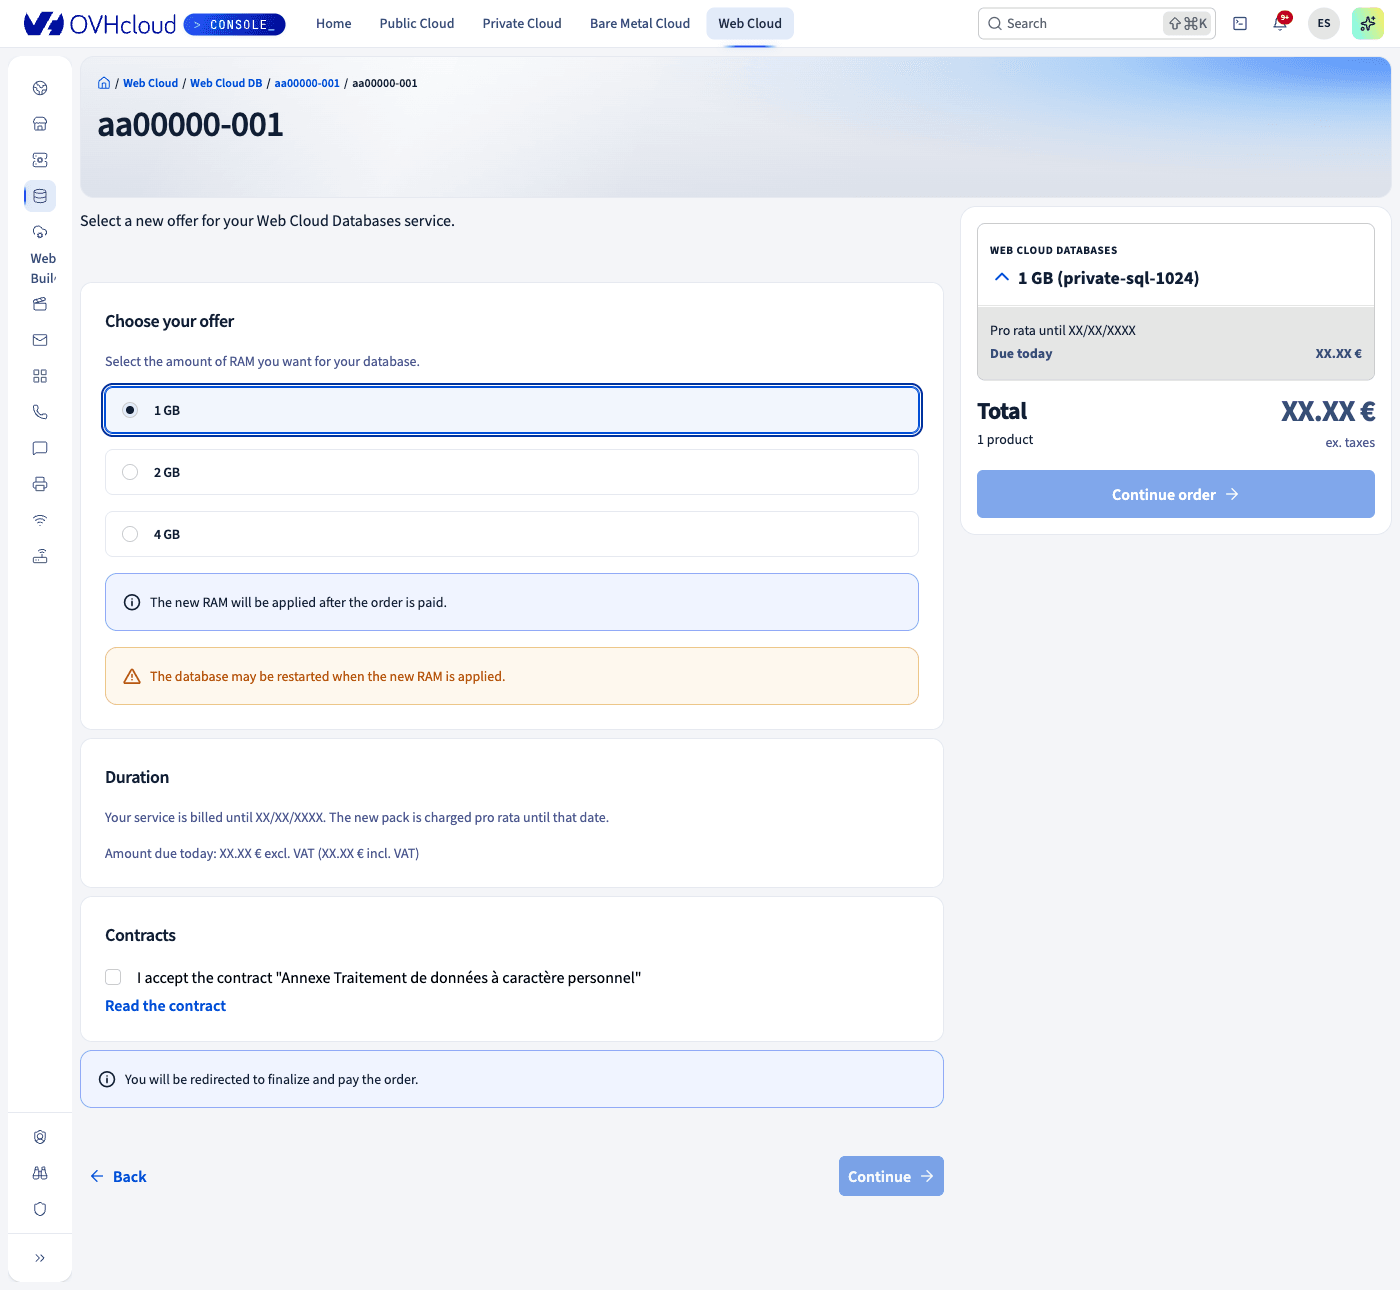 OVHcloud > CONSOLE_ Home Public Cloud Private Cloud Bare Metal Cloud Web Cloud Search ⇧⌘K 9+ ES
/ Web Cloud / Web Cloud DB / aa00000-001 / aa00000-001
aa00000-001
Web
Buil
Select a new offer for your Web Cloud Databases service.
Choose your offer
Select the amount of RAM you want for your database.
1 GB
2 GB
4 GB
The new RAM will be applied after the order is paid.
The database may be restarted when the new RAM is applied.
Duration
Your service is billed until XX/XX/XXXX. The new pack is charged pro rata until that date.
Amount due today: XX.XX € excl. VAT (XX.XX € incl. VAT)
Contracts
I accept the contract "Annexe Traitement de données à caractère personnel"
Read the contract
You will be redirected to finalize and pay the order.
Back
Continue
WEB CLOUD DATABASES
1 GB (private-sql-1024)
Pro rata until XX/XX/XXXX
Due today XX.XX €
Total XX.XX €
1 product ex. taxes
Continue order